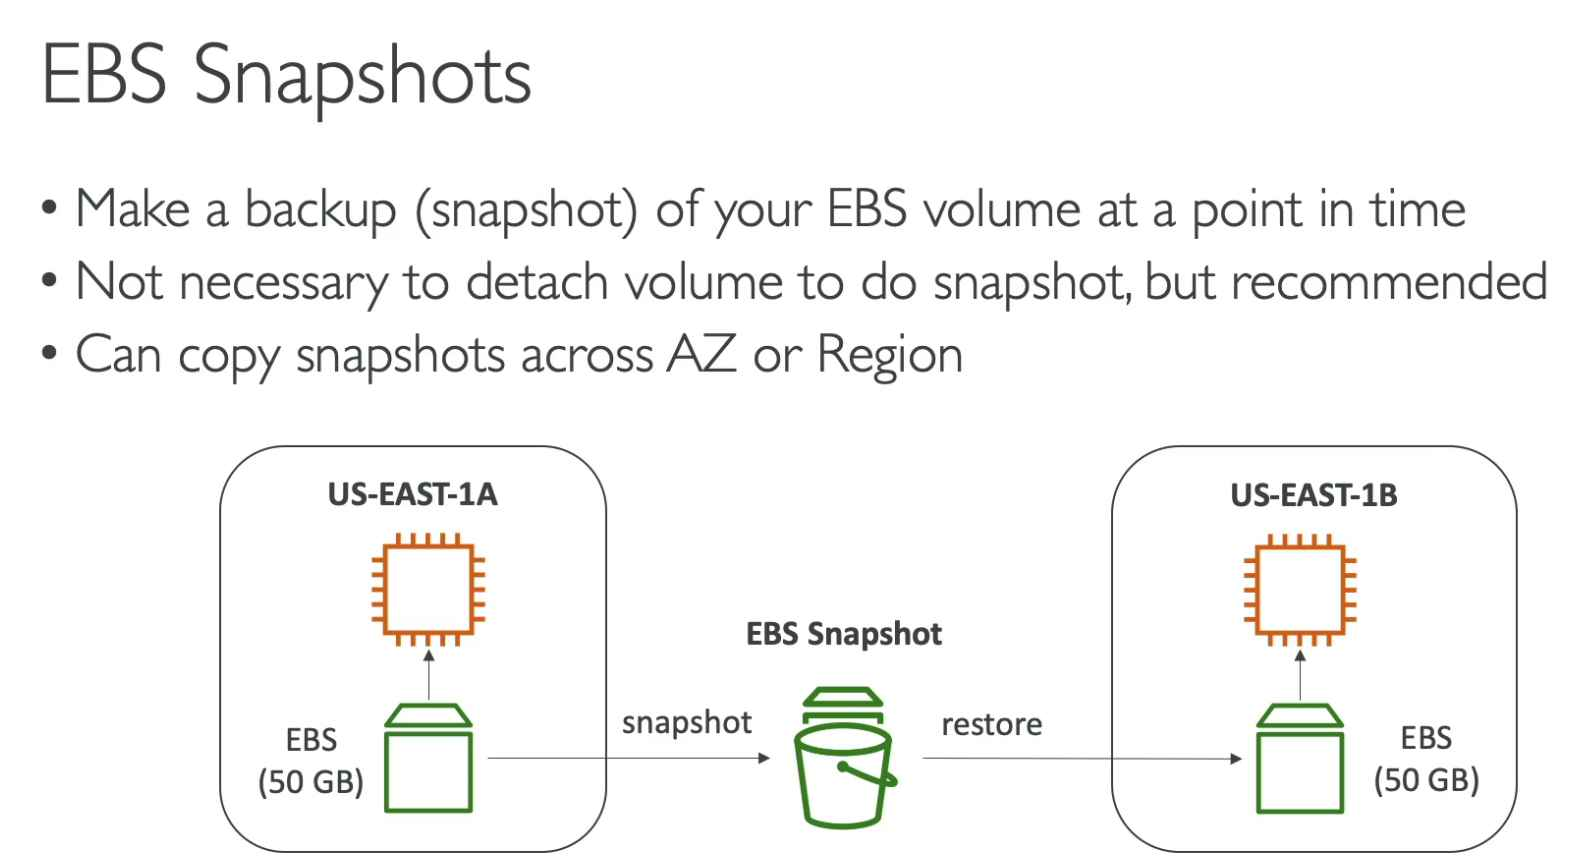 EBS Snapshots
• Make a backup (snapshot) of your EBS volume at a point in time
• Not necessary to detach volume to do snapshot, but recommended
• Can copy snapshots across AZ or Region
US-EAST-1A
EBS
(50 GB)
snapshot
EBS Snapshot
restore
US-EAST-1B
EBS
(50 GB)